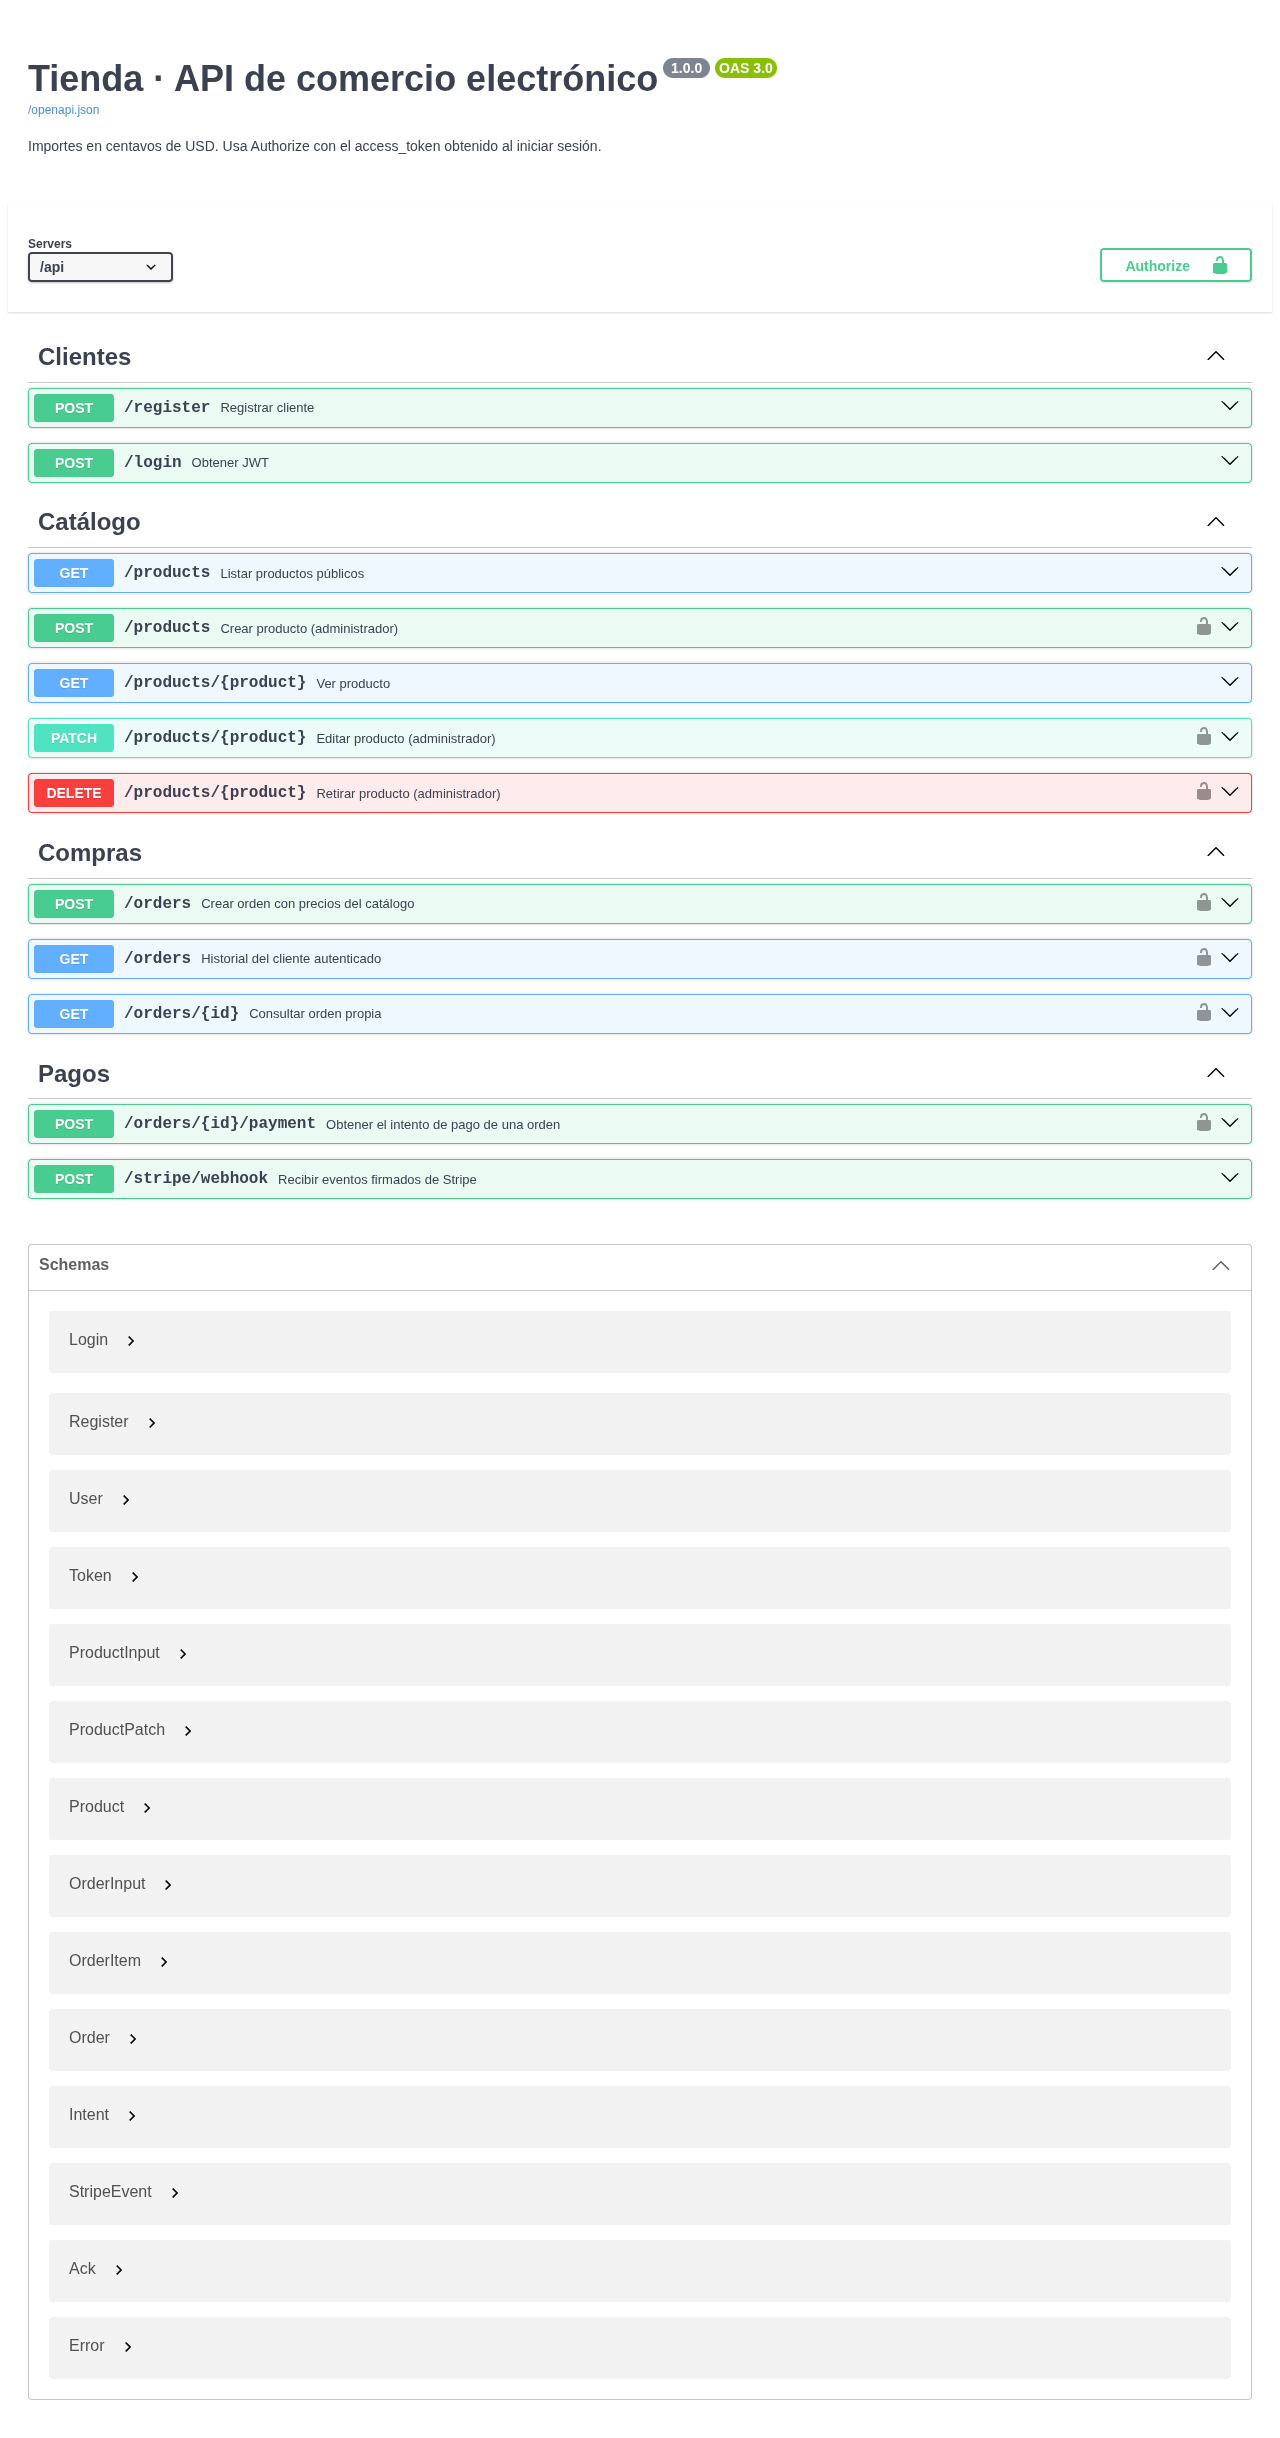 Tienda · API de comercio electrónico 1.0.0 OAS 3.0
/openapi.json
Importes en centavos de USD. Usa Authorize con el access_token obtenido al iniciar sesión.
Servers
/api
Authorize
Clientes
POST /register Registrar cliente
POST /login Obtener JWT
Catálogo
GET /products Listar productos públicos
POST /products Crear producto (administrador)
GET /products/{product} Ver producto
PATCH /products/{product} Editar producto (administrador)
DELETE /products/{product} Retirar producto (administrador)
Compras
POST /orders Crear orden con precios del catálogo
GET /orders Historial del cliente autenticado
GET /orders/{id} Consultar orden propia
Pagos
POST /orders/{id}/payment Obtener el intento de pago de una orden
POST /stripe/webhook Recibir eventos firmados de Stripe
Schemas
Login
Register
User
Token
ProductInput
ProductPatch
Product
OrderInput
OrderItem
Order
Intent
StripeEvent
Ack
Error